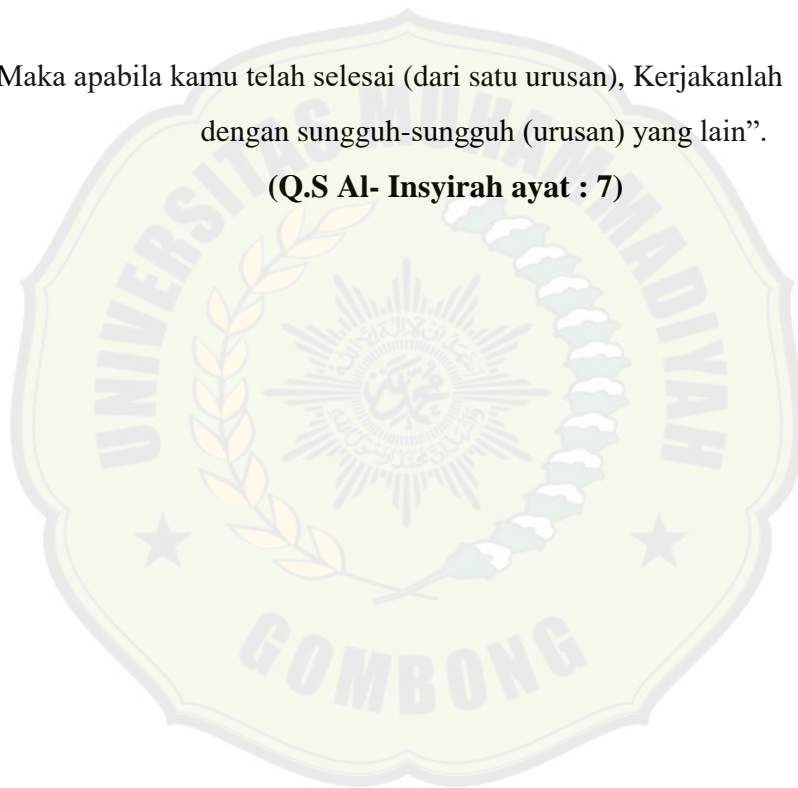 Maka apabila kamu telah selesai (dari satu urusan), Kerjakanlah
dengan sungguh-sungguh (urusan) yang lain”.
(Q.S Al- Insyirah ayat : 7)
UNIVERSITAS MUHAMMADIYAH
GOMBONG